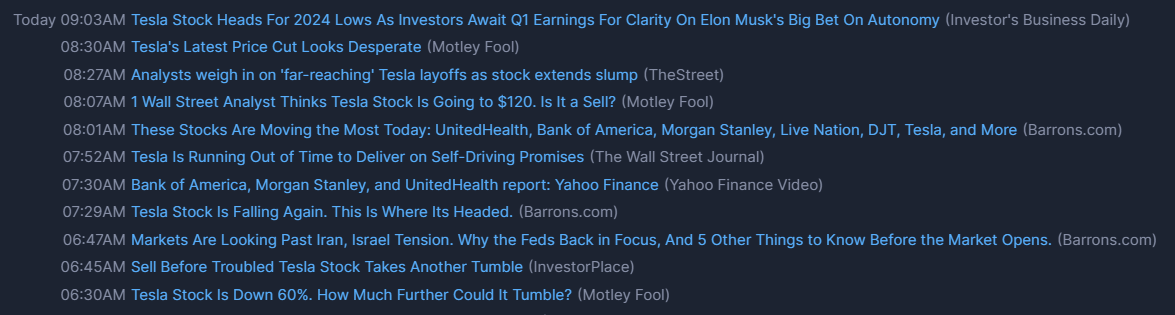 Today 09:03AM Tesla Stock Heads For 2024 Lows As Investors Await Q1 Earnings For Clarity On Elon Musk's Big Bet On Autonomy (Investor's Business Daily)
08:30AM Tesla's Latest Price Cut Looks Desperate (Motley Fool)
08:27AM Analysts weigh in on 'far-reaching' Tesla layoffs as stock extends slump (TheStreet)
08:07AM 1 Wall Street Analyst Thinks Tesla Stock Is Going to $120. Is It a Sell? (Motley Fool)
08:01AM These Stocks Are Moving the Most Today: UnitedHealth, Bank of America, Morgan Stanley, Live Nation, DJT, Tesla, and More (Barrons.com)
07:52AM Tesla Is Running Out of Time to Deliver on Self-Driving Promises (The Wall Street Journal)
07:30AM Bank of America, Morgan Stanley, and UnitedHealth report: Yahoo Finance (Yahoo Finance Video)
07:29AM Tesla Stock Is Falling Again. This Is Where Its Headed. (Barrons.com)
06:47AM Markets Are Looking Past Iran, Israel Tension. Why the Feds Back in Focus, And 5 Other Things to Know Before the Market Opens. (Barrons.com)
06:45AM Sell Before Troubled Tesla Stock Takes Another Tumble (InvestorPlace)
06:30AM Tesla Stock Is Down 60%. How Much Further Could It Tumble? (Motley Fool)